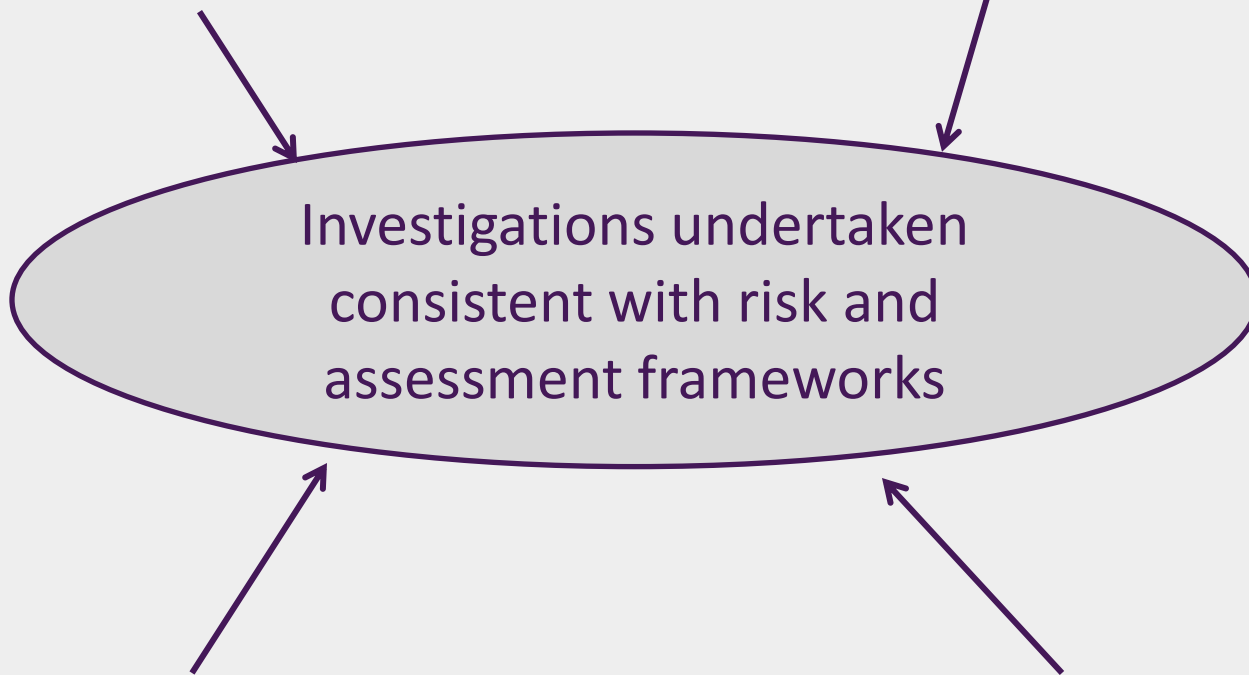 Investigations undertaken
consistent with risk and
assessment frameworks